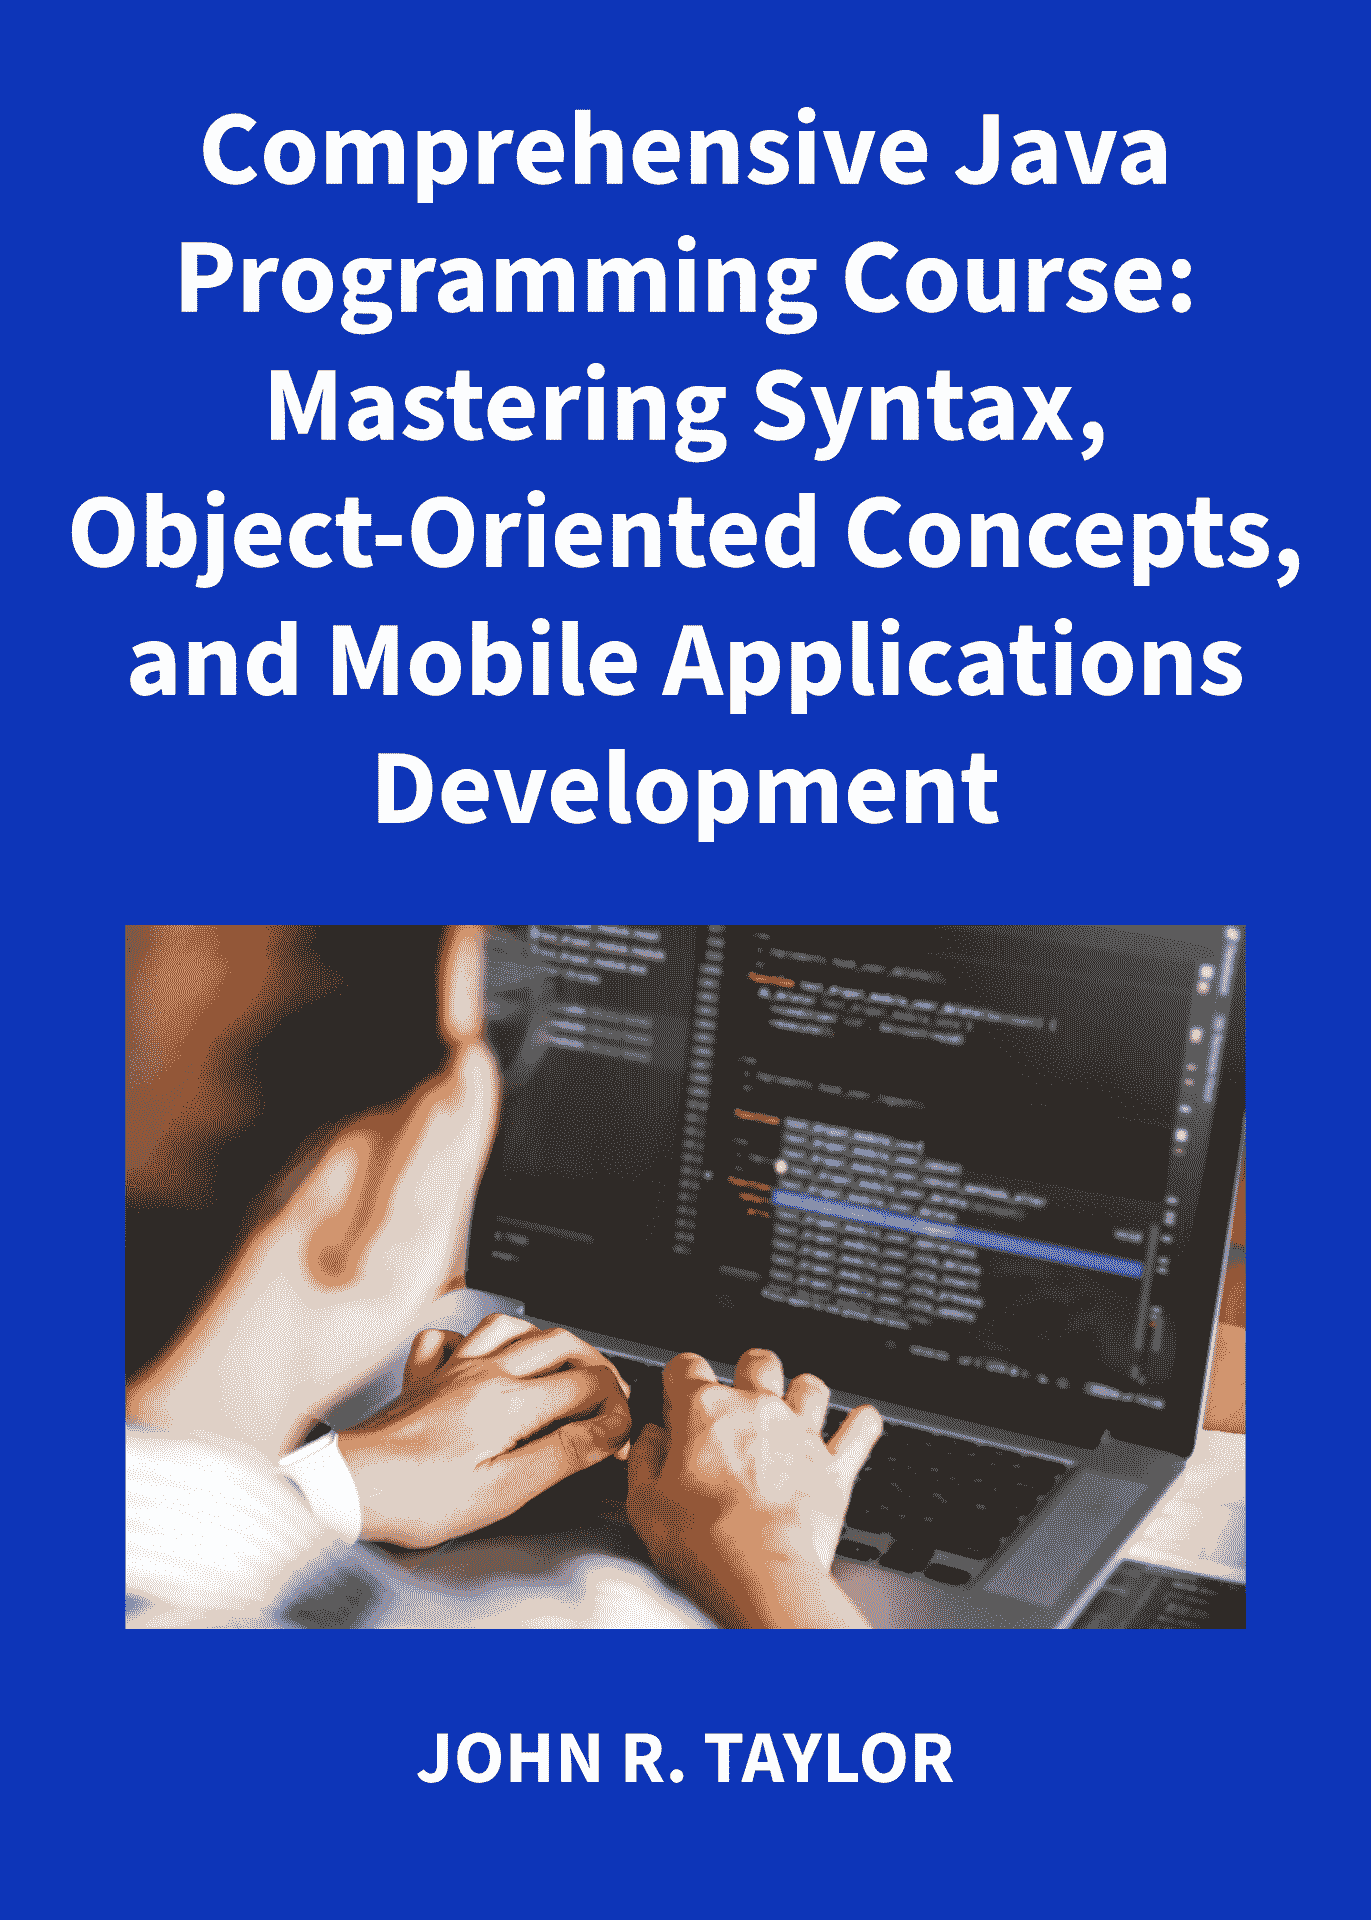 Comprehensive Java
Programming Course:
Mastering Syntax,
Object-Oriented Concepts,
and Mobile Applications
Development
JOHN R. TAYLOR